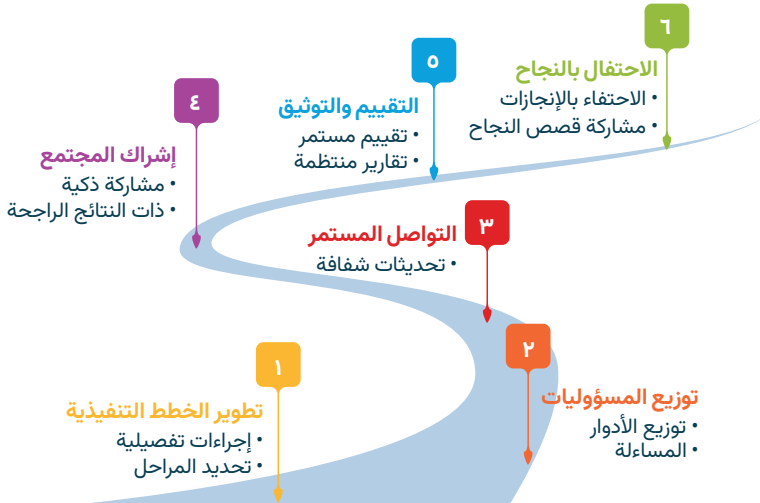 ١
تطوير الخطط التنفيذية
• إجراءات تفصيلية
• تحديد المراحل
٢
توزيع المسؤوليات
• توزيع الأدوار
• المساءلة
٣
التواصل المستمر
• تحديثات شفافة
٤
إشراك المجتمع
• مشاركة ذكية
• ذات النتائج الراجحة
٥
التقييم والتوثيق
• تقييم مستمر
• تقارير منتظمة
٦
الاحتفال بالنجاح
• الاحتفاء بالإنجازات
• مشاركة قصص النجاح